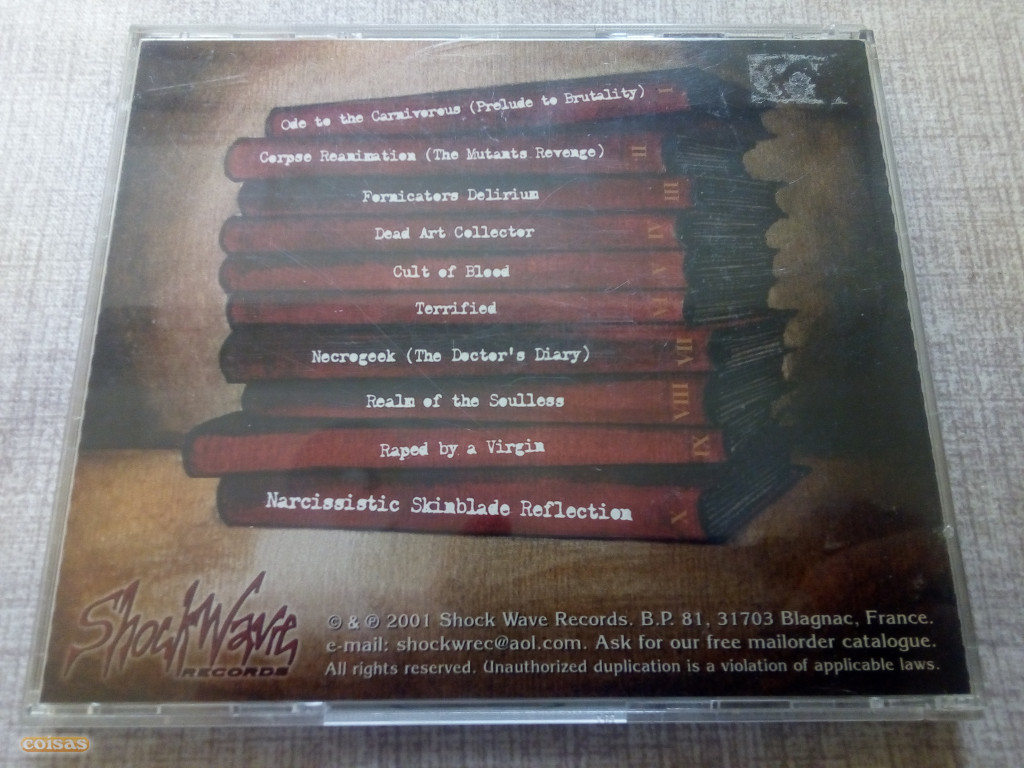 Ode to the Carnivorous (Prelude to Brutality) I
Corpse Reanimation (The Mutants Revenge) II
Formicators Delirium III
Dead Art Collector IV
Cult of Blood V
Terrified VI
Necrogeek (The Doctor's Diary) VII
Realm of the Soulless VIII
Raped by a Virgin IX
Narcissistic Skinblade Reflection X
ShockWave
RECORDS
© & ℗ 2001 Shock Wave Records. B.P. 81, 31703 Blagnac, France.
e-mail: shockwrec@aol.com. Ask for our free mailorder catalogue.
All rights reserved. Unauthorized duplication is a violation of applicable laws.
coisas